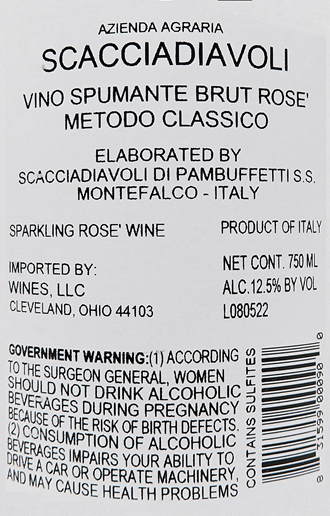 AZIENDA AGRARIA
SCACCIADIAVOLI
VINO SPUMANTE BRUT ROSE'
METODO CLASSICO
ELABORATED BY
SCACCIADIAVOLI DI PAMBUFFETTI S.S.
MONTEFALCO - ITALY
SPARKLING ROSE' WINE
PRODUCT OF ITALY
IMPORTED BY:
WINES, LLC
CLEVELAND, OHIO 44103
NET CONT. 750 ML
ALC.12.5% BY VOL
L080522
GOVERNMENT WARNING:(1) ACCORDING
TO THE SURGEON GENERAL, WOMEN
SHOULD NOT DRINK ALCOHOLIC
BEVERAGES DURING PREGNANCY
BECAUSE OF THE RISK OF BIRTH DEFECTS.
(2) CONSUMPTION OF ALCOHOLIC
BEVERAGES IMPAIRS YOUR ABILITY TO
DRIVE A CAR OR OPERATE MACHINERY,
AND MAY CAUSE HEALTH PROBLEMS
CONTAINS SULFITES
8 31599 00090 0